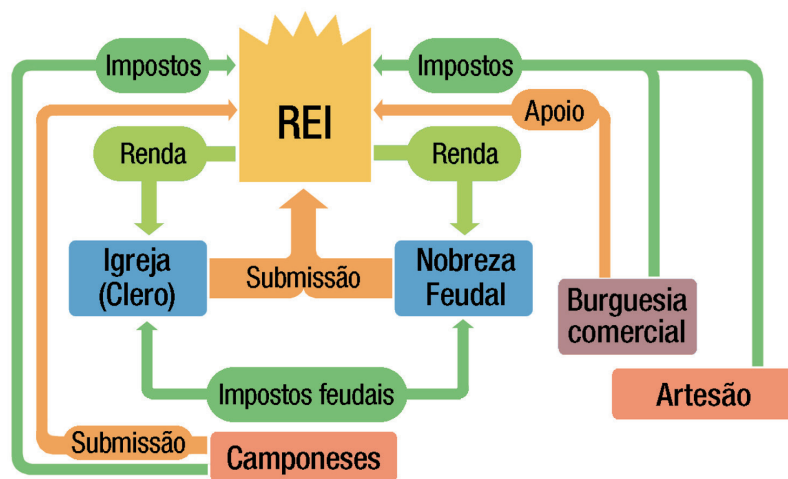 Impostos
Impostos
REI
Apoio
Renda
Renda
Igreja
(Clero)
Submissão
Nobreza
Feudal
Burguesia
comercial
Impostos feudais
Artesão
Submissão
Camponeses